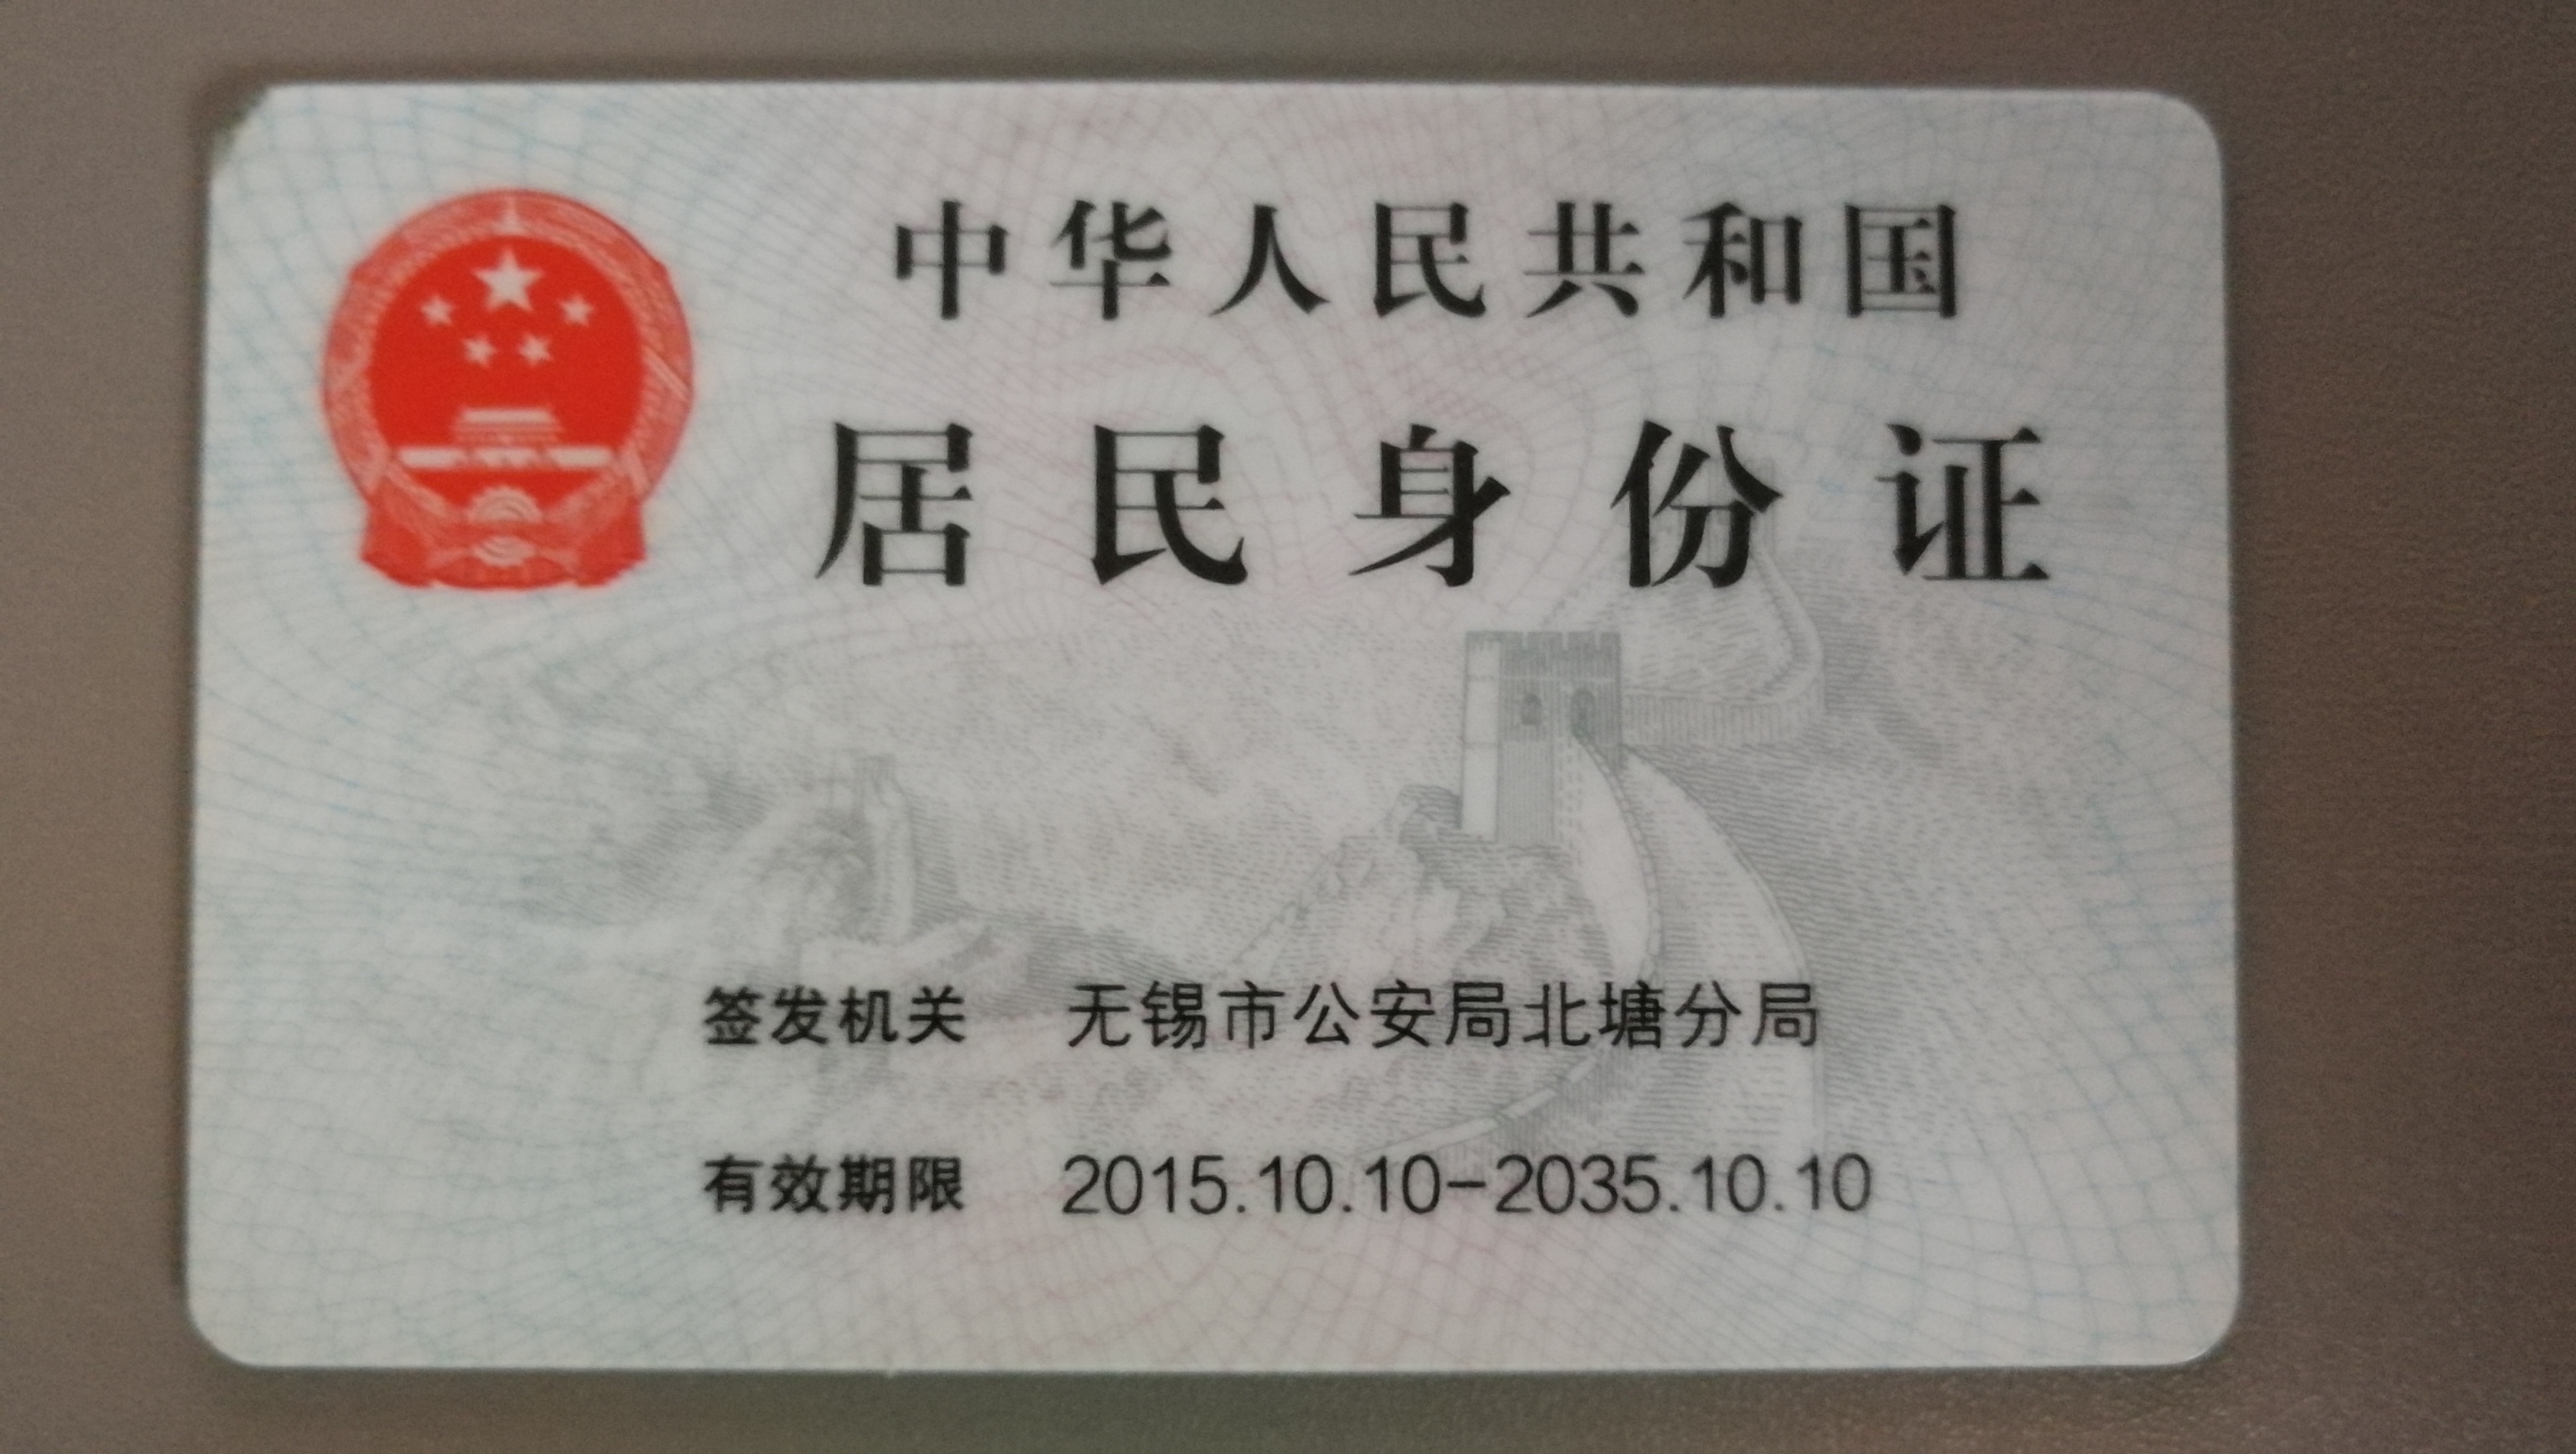 中华人民共和国
居民身份证
签发机关 无锡市公安局北塘分局
有效期限 2015.10.10-2035.10.10